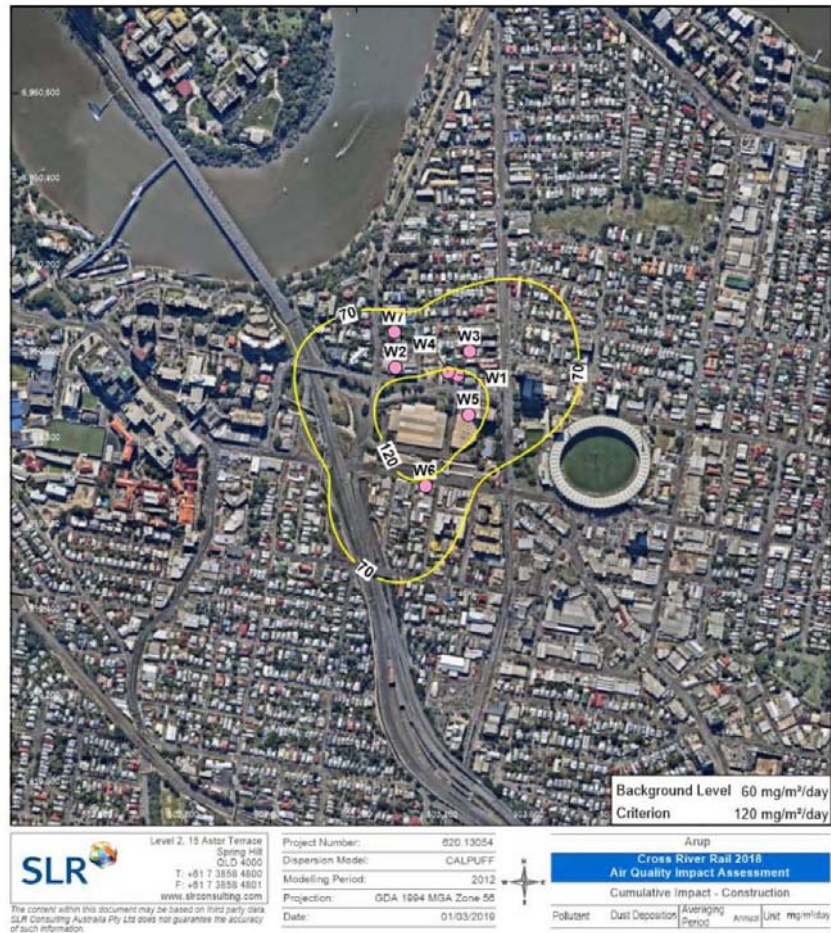 6,960,600
6,960,400
70
W7
W4
W3
W2
W1
70
W5
120
W6
70
Background Level 60 mg/m²/day
Criterion 120 mg/m²/day
SLR
Level 2, 15 Astor Terrace
Spring Hill
QLD 4000
T: +61 7 3858 4800
F: +61 7 3858 4801
www.slrconsulting.com
The content within this document may be based on third party data.
SLR Consulting Australia Pty Ltd does not guarantee the accuracy
of such information.
Project Number: 620.13054
Dispersion Model: CALPUFF
Modelling Period: 2012
Projection: GDA 1994 MGA Zone 56
Date: 01/03/2019
Arup
Cross River Rail 2018
Air Quality Impact Assessment
Cumulative Impact - Construction
Pollutant Dust Deposition Averaging Period Annual Unit mg/m²/day